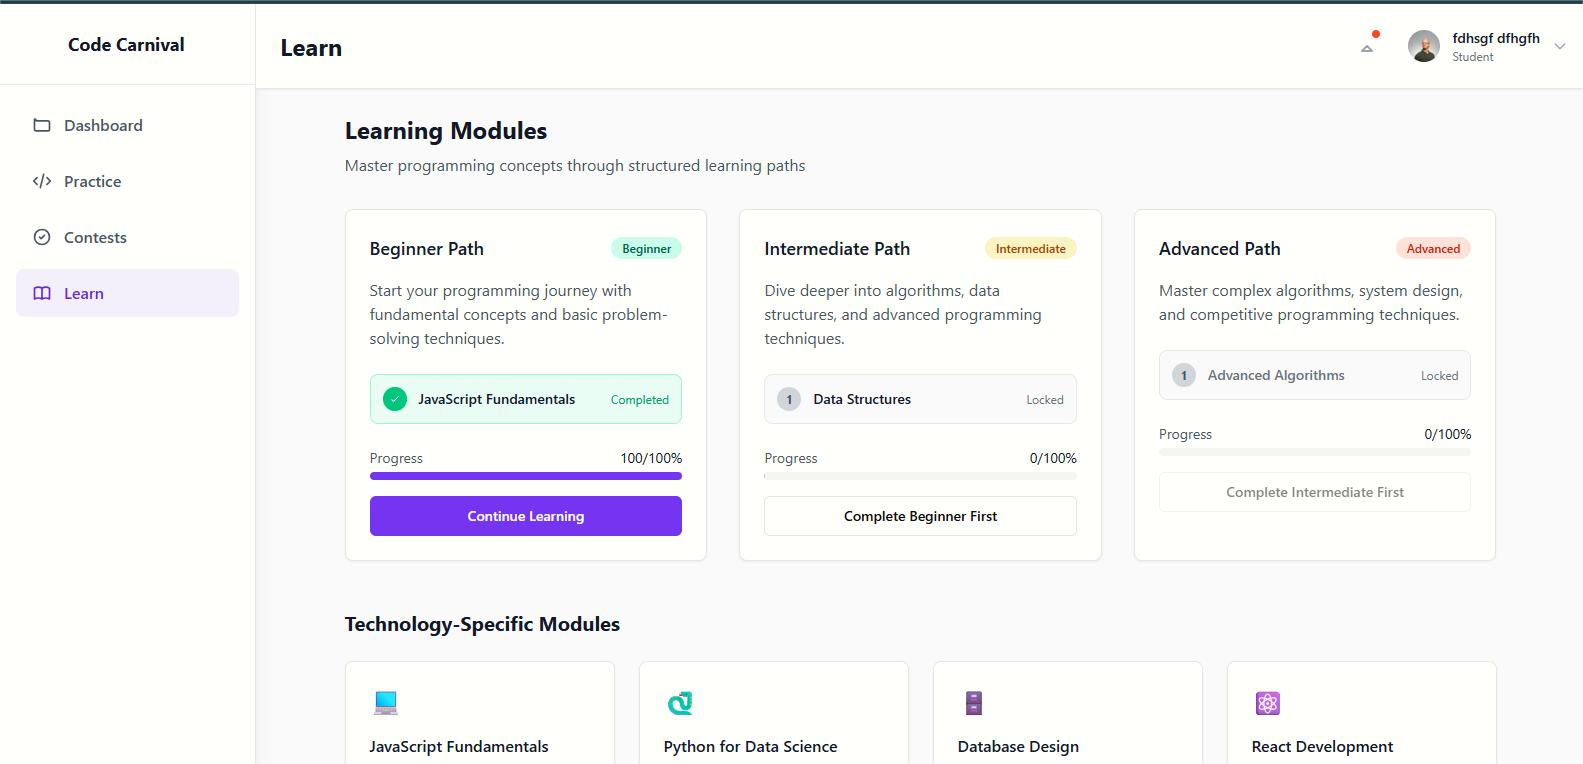 Code Carnival
Learn
fdhsgf dfhgfh
Student
Dashboard
Practice
Contests
Learn
Learning Modules
Master programming concepts through structured learning paths
Beginner Path
Beginner
Start your programming journey with
fundamental concepts and basic problem-
solving techniques.
JavaScript Fundamentals
Completed
Progress
100/100%
Continue Learning
Intermediate Path
Intermediate
Dive deeper into algorithms, data
structures, and advanced programming
techniques.
1
Data Structures
Locked
Progress
0/100%
Complete Beginner First
Advanced Path
Advanced
Master complex algorithms, system design,
and competitive programming techniques.
1
Advanced Algorithms
Locked
Progress
0/100%
Complete Intermediate First
Technology-Specific Modules
JavaScript Fundamentals
Python for Data Science
Database Design
React Development